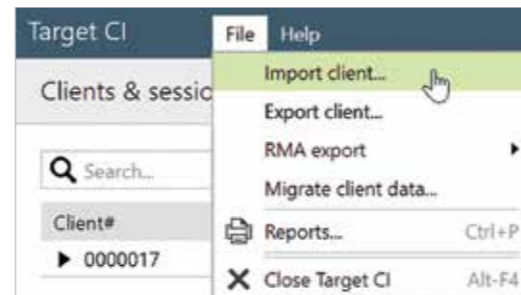 Target CI File Help
Import client...
Clients & sessio
Export client...
RMA export
Search...
Migrate client data...
Client#
Reports... Ctrl+P
0000017
Close Target CI Alt-F4